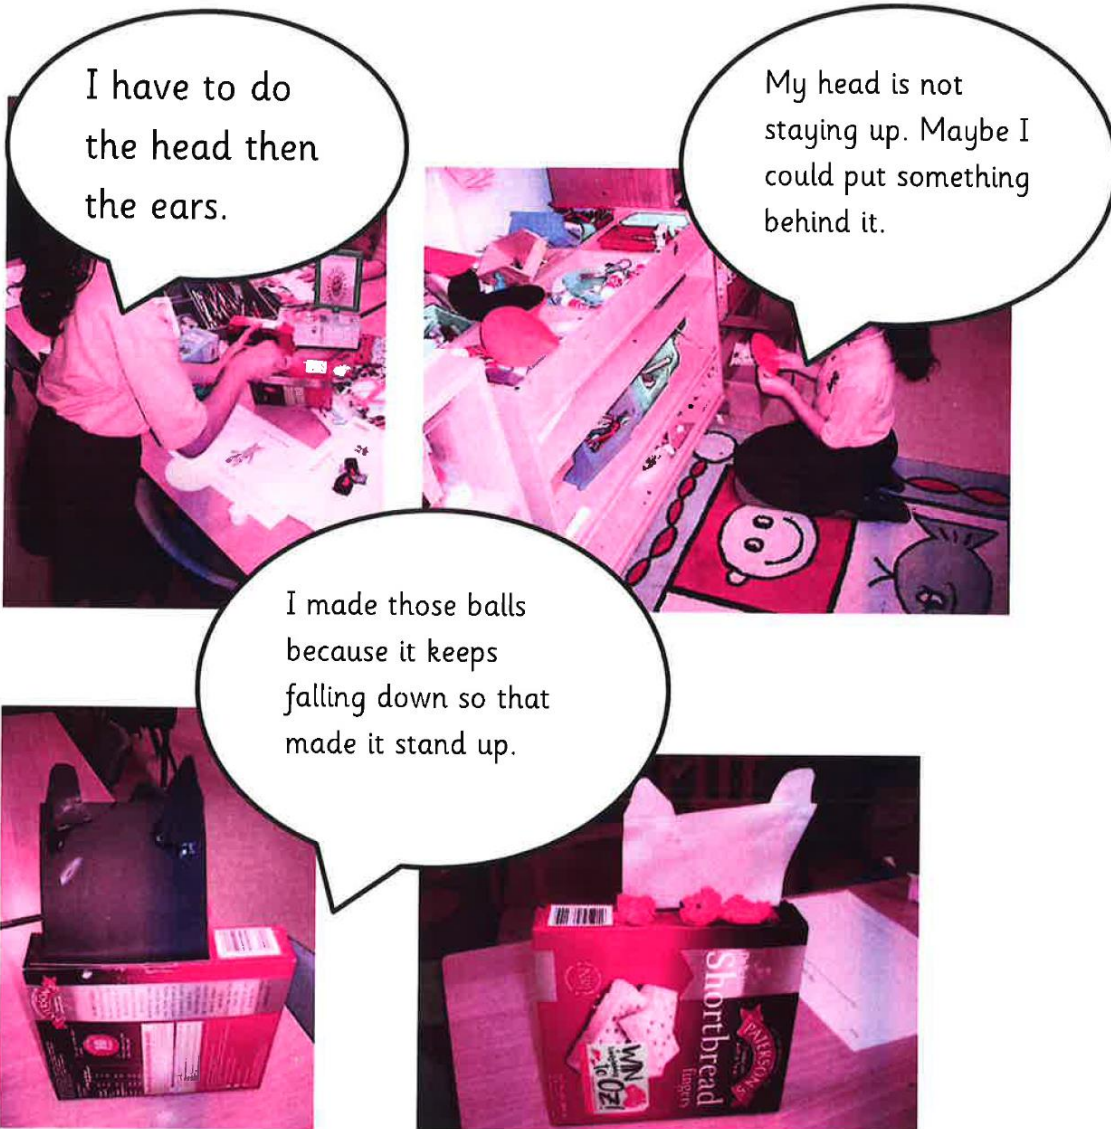 I have to do
the head then
the ears.
My head is not
staying up. Maybe I
could put something
behind it.
I made those balls
because it keeps
falling down so that
made it stand up.
Shortbread
fingers
PATERSON'S
WIN
To Oz!